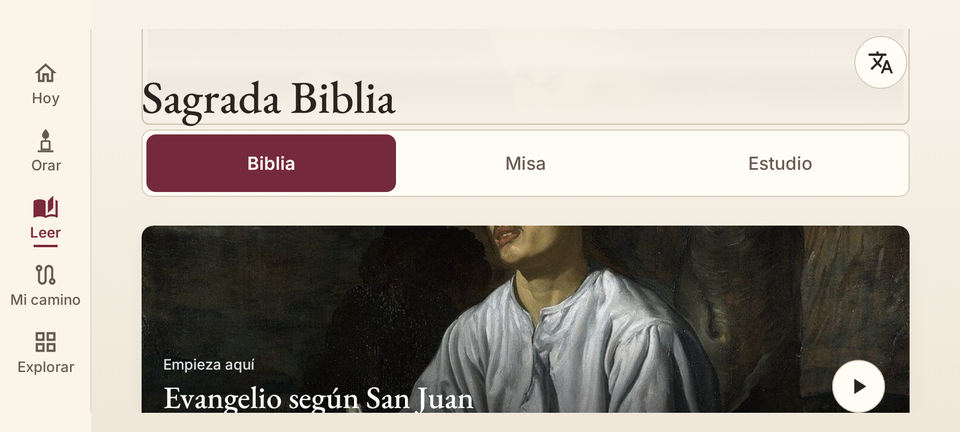 Hoy
Orar
Leer
Mi camino
Explorar
Sagrada Biblia
Biblia
Misa
Estudio
Empieza aquí
Evangelio según San Juan